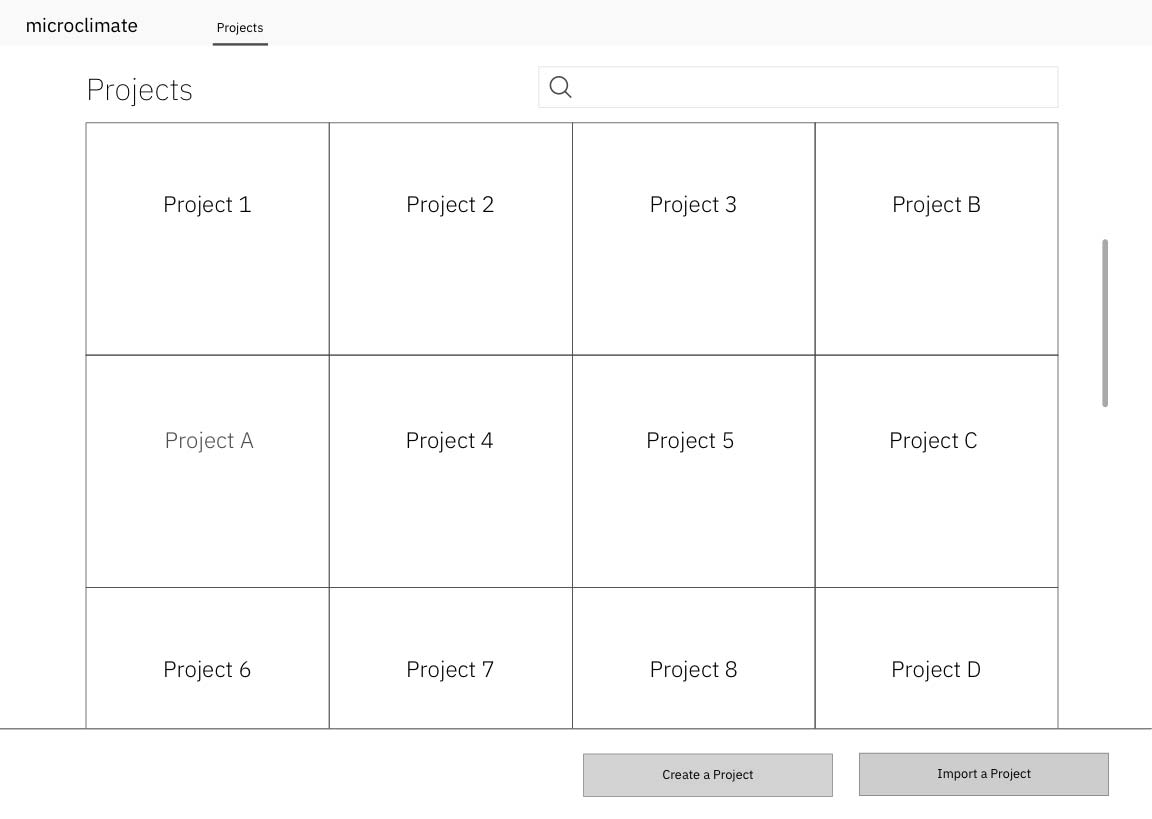 microclimate
Projects
Projects
Project 1
Project 2
Project 3
Project B
Project A
Project 4
Project 5
Project C
Project 6
Project 7
Project 8
Project D
Create a Project
Import a Project